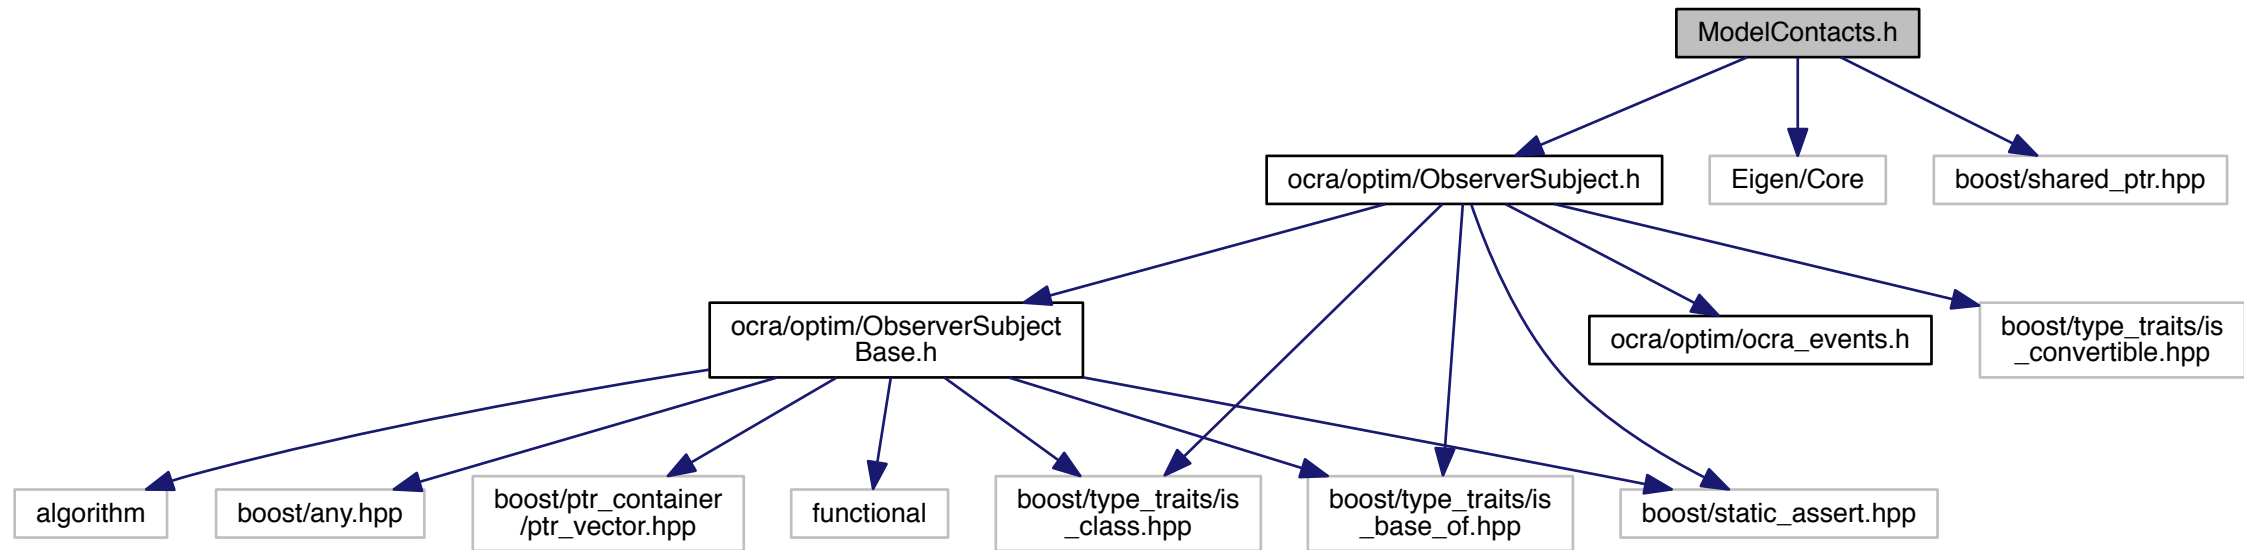 ModelContacts.h
ocra/optim/ObserverSubject.h
Eigen/Core
boost/shared_ptr.hpp
ocra/optim/ObserverSubject
Base.h
ocra/optim/ocra_events.h
boost/type_traits/is
_convertible.hpp
algorithm
boost/any.hpp
boost/ptr_container
/ptr_vector.hpp
functional
boost/type_traits/is
_class.hpp
boost/type_traits/is
_base_of.hpp
boost/static_assert.hpp